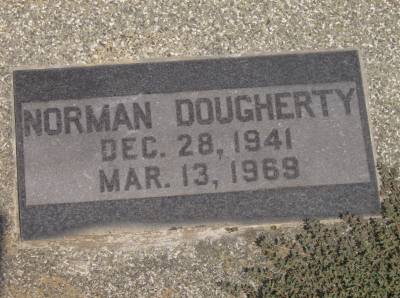 NORMAN DOUGHERTY
DEC. 28, 1941
MAR. 13, 1969